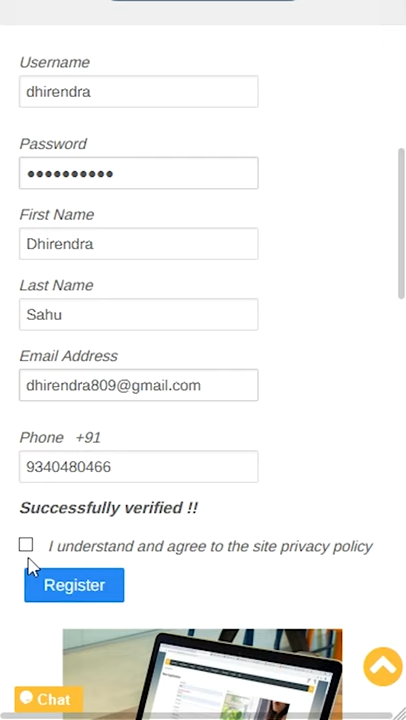 Username
dhirendra
Password
First Name
Dhirendra
Last Name
Sahu
Email Address
dhirendra809@gmail.com
Phone +91
9340480466
Successfully verified !!
I understand and agree to the site privacy policy
Register
Chat